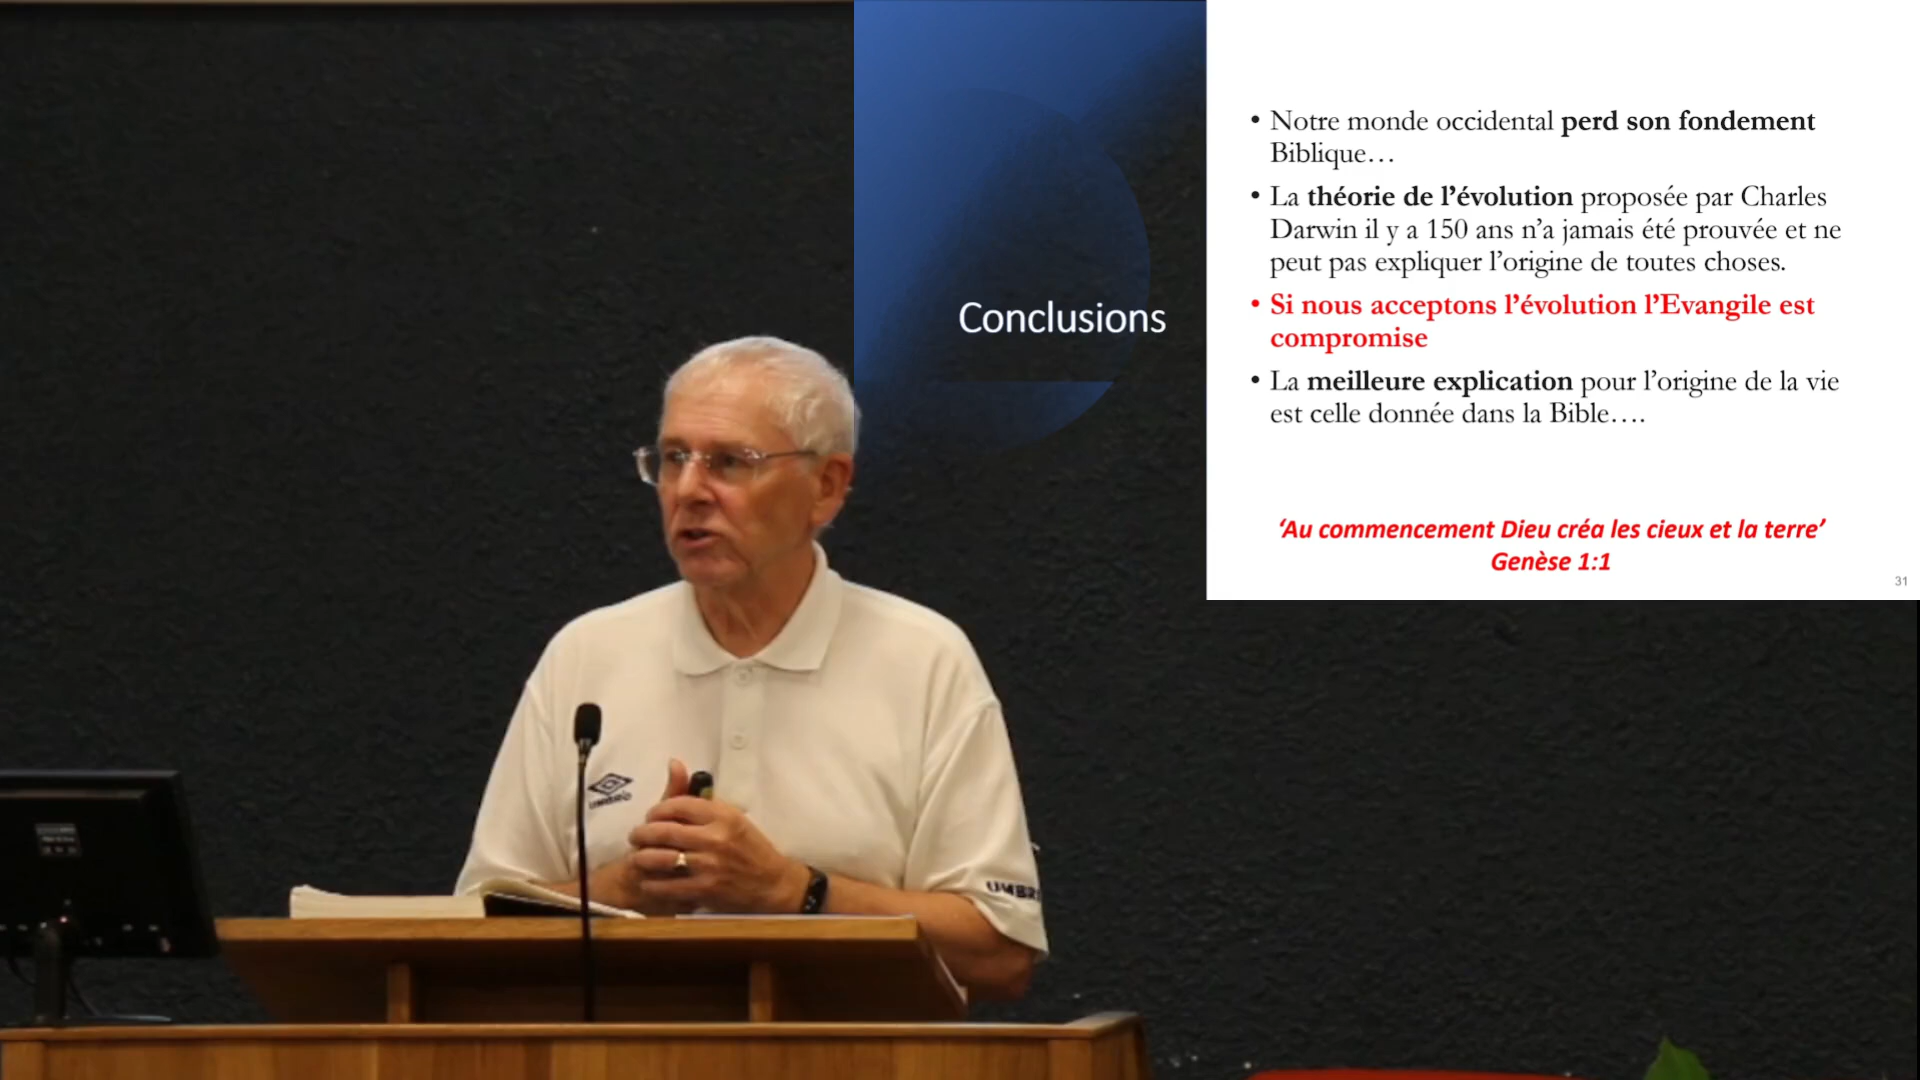 Conclusions
• Notre monde occidental perd son fondement
Biblique…
• La théorie de l’évolution proposée par Charles
Darwin il y a 150 ans n’a jamais été prouvée et ne
peut pas expliquer l’origine de toutes choses.
• Si nous acceptons l’évolution l’Evangile est
compromise
• La meilleure explication pour l’origine de la vie
est celle donnée dans la Bible….
‘Au commencement Dieu créa les cieux et la terre’
Genèse 1:1
31
UMBRO
UMBR